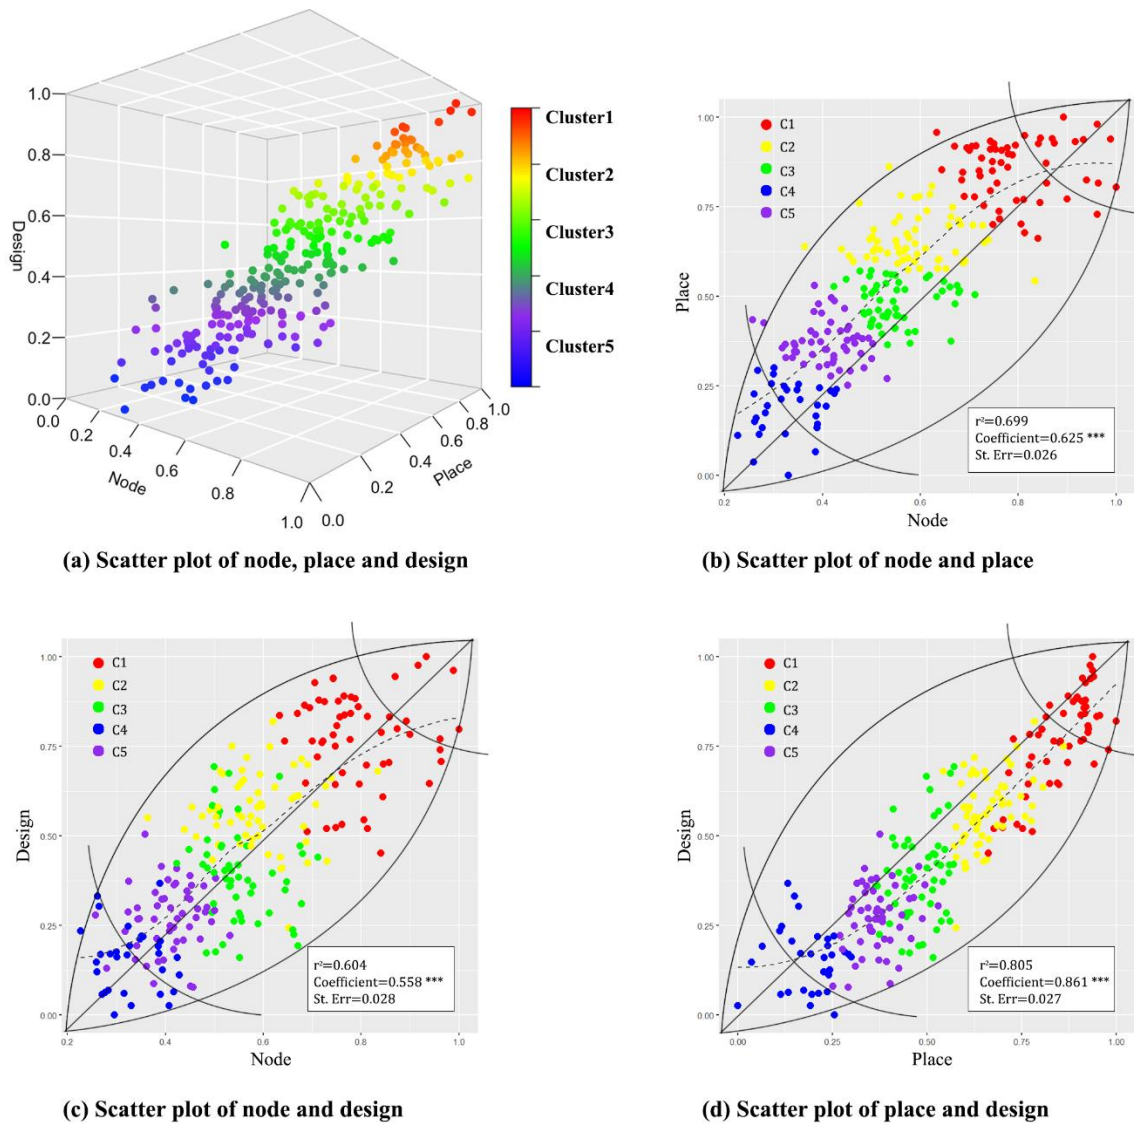 1.0
0.8
0.6
0.4
0.2
0.0
Design
0.0
0.2
0.4
0.6
0.8
1.0
Node
0.0
0.2
0.4
0.6
0.8
1.0
Place
Cluster1
Cluster2
Cluster3
Cluster4
Cluster5
(a) Scatter plot of node, place and design
C1
C2
C3
C4
C5
1.00
0.75
0.50
0.25
0.00
Place
r²=0.699
Coefficient=0.625 ***
St. Err=0.026
0.2 0.4 0.6 0.8 1.0
Node
(b) Scatter plot of node and place
C1
C2
C3
C4
C5
1.00
0.75
0.50
0.25
0.00
Design
r²=0.604
Coefficient=0.558 ***
St. Err=0.028
0.2 0.4 0.6 0.8 1.0
Node
(c) Scatter plot of node and design
C1
C2
C3
C4
C5
1.00
0.75
0.50
0.25
0.00
Design
r²=0.805
Coefficient=0.861 ***
St. Err=0.027
0.00 0.25 0.50 0.75 1.00
Place
(d) Scatter plot of place and design